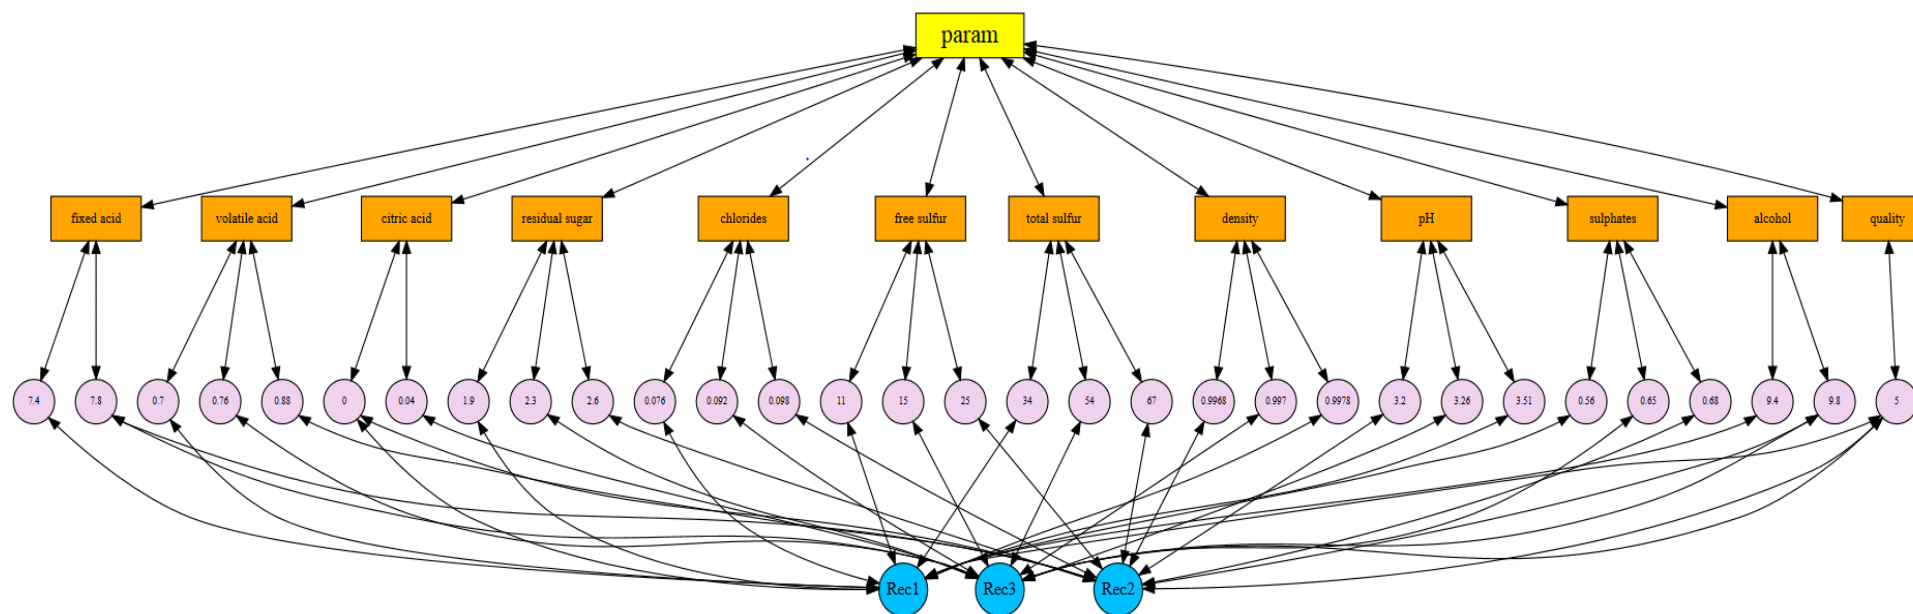 param
fixed acid
volatile acid
citric acid
residual sugar
chlorides
free sulfur
total sulfur
density
pH
sulphates
alcohol
quality
7.4
7.8
0.7
0.76
0.88
0
0.04
1.9
2.3
2.6
0.076
0.092
0.098
11
15
25
34
54
67
0.9968
0.997
0.9978
3.2
3.26
3.51
0.56
0.65
0.68
9.4
9.8
5
Rec1
Rec3
Rec2